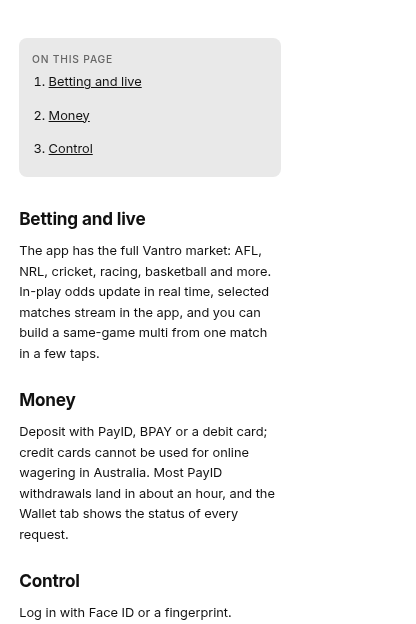 ON THIS PAGE
1. Betting and live
2. Money
3. Control
Betting and live
The app has the full Vantro market: AFL,
NRL, cricket, racing, basketball and more.
In-play odds update in real time, selected
matches stream in the app, and you can
build a same-game multi from one match
in a few taps.
Money
Deposit with PayID, BPAY or a debit card;
credit cards cannot be used for online
wagering in Australia. Most PayID
withdrawals land in about an hour, and the
Wallet tab shows the status of every
request.
Control
Log in with Face ID or a fingerprint.